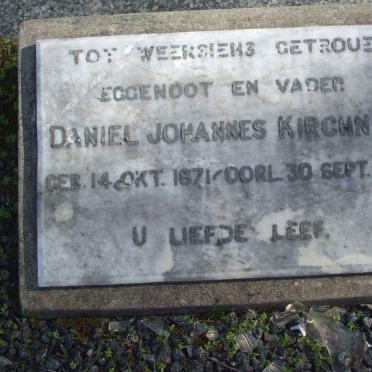 TOT WEERSIENS GETROUE
EGGENOOT EN VADER
DANIEL JOHANNES KIRCHN
GEB. 14 OKT. 1871 OORL. 30 SEPT.
U LIEFDE LEEF.